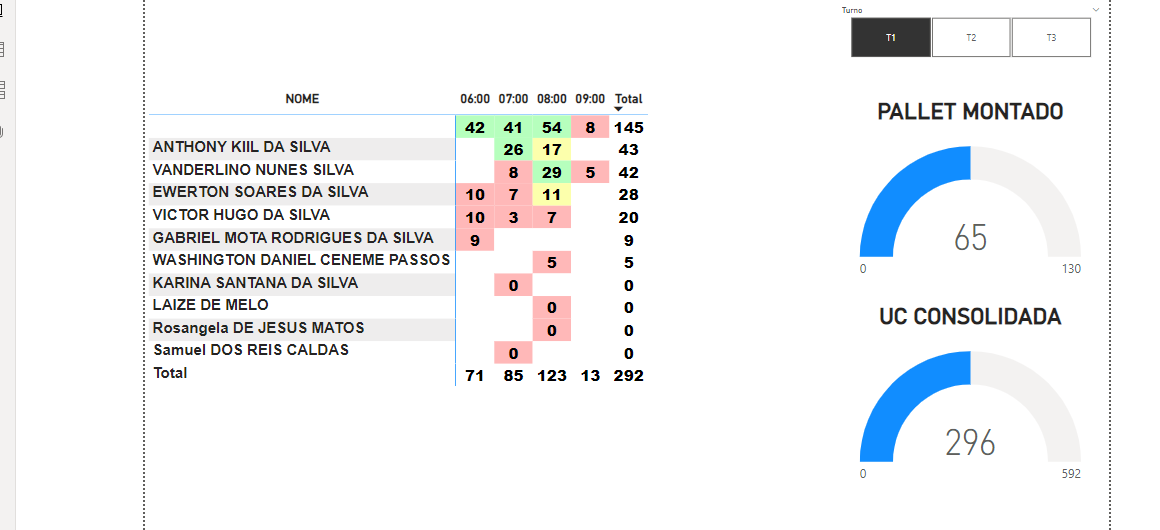 Turno
T1 T2 T3
NOME 06:00 07:00 08:00 09:00 Total
42 41 54 8 145
ANTHONY KIIL DA SILVA 26 17 43
VANDERLINO NUNES SILVA 8 29 5 42
EWERTON SOARES DA SILVA 10 7 11 28
VICTOR HUGO DA SILVA 10 3 7 20
GABRIEL MOTA RODRIGUES DA SILVA 9 9
WASHINGTON DANIEL CENEME PASSOS 5 5
KARINA SANTANA DA SILVA 0 0
LAIZE DE MELO 0 0
Rosangela DE JESUS MATOS 0 0
Samuel DOS REIS CALDAS 0 0
Total 71 85 123 13 292
PALLET MONTADO
65
0 130
UC CONSOLIDADA
296
0 592